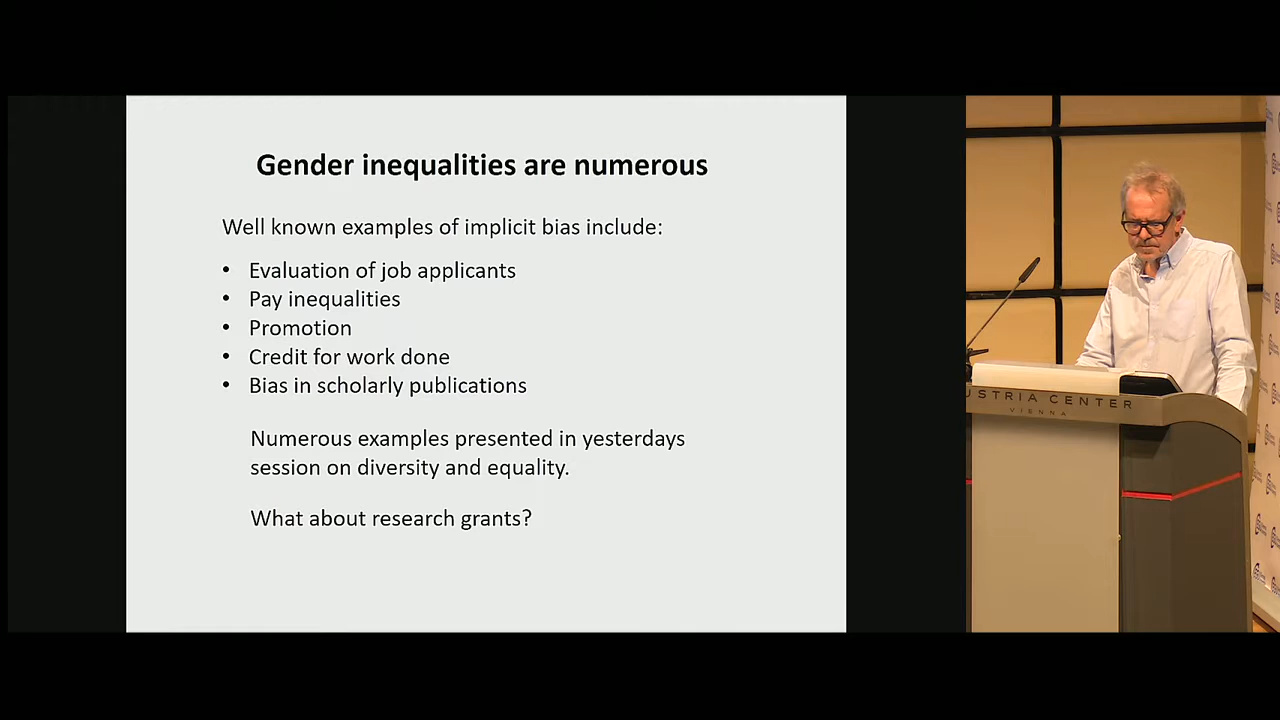 Gender inequalities are numerous
Well known examples of implicit bias include:
• Evaluation of job applicants
• Pay inequalities
• Promotion
• Credit for work done
• Bias in scholarly publications
Numerous examples presented in yesterdays
session on diversity and equality.
What about research grants?
USTRIA CENTER
VIENNA